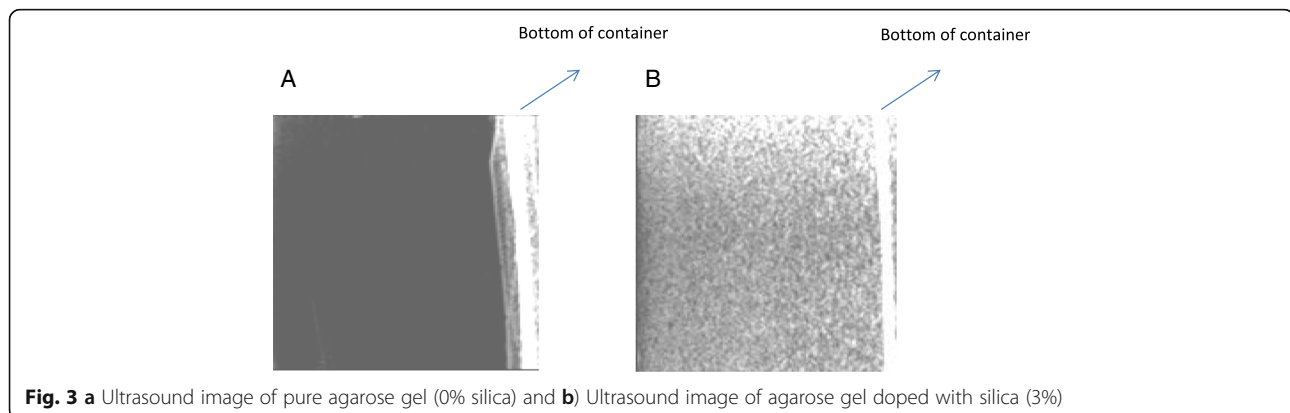 Bottom of container
Bottom of container
A
B
Fig. 3 a Ultrasound image of pure agarose gel (0% silica) and b) Ultrasound image of agarose gel doped with silica (3%)